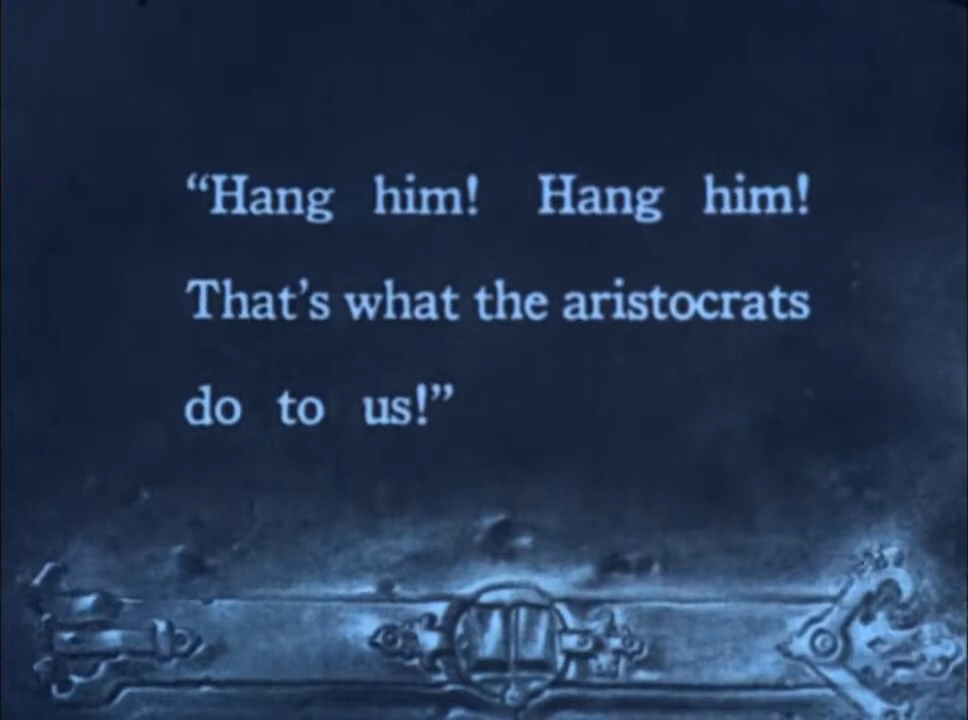 “Hang him! Hang him!
That’s what the aristocrats
do to us!”